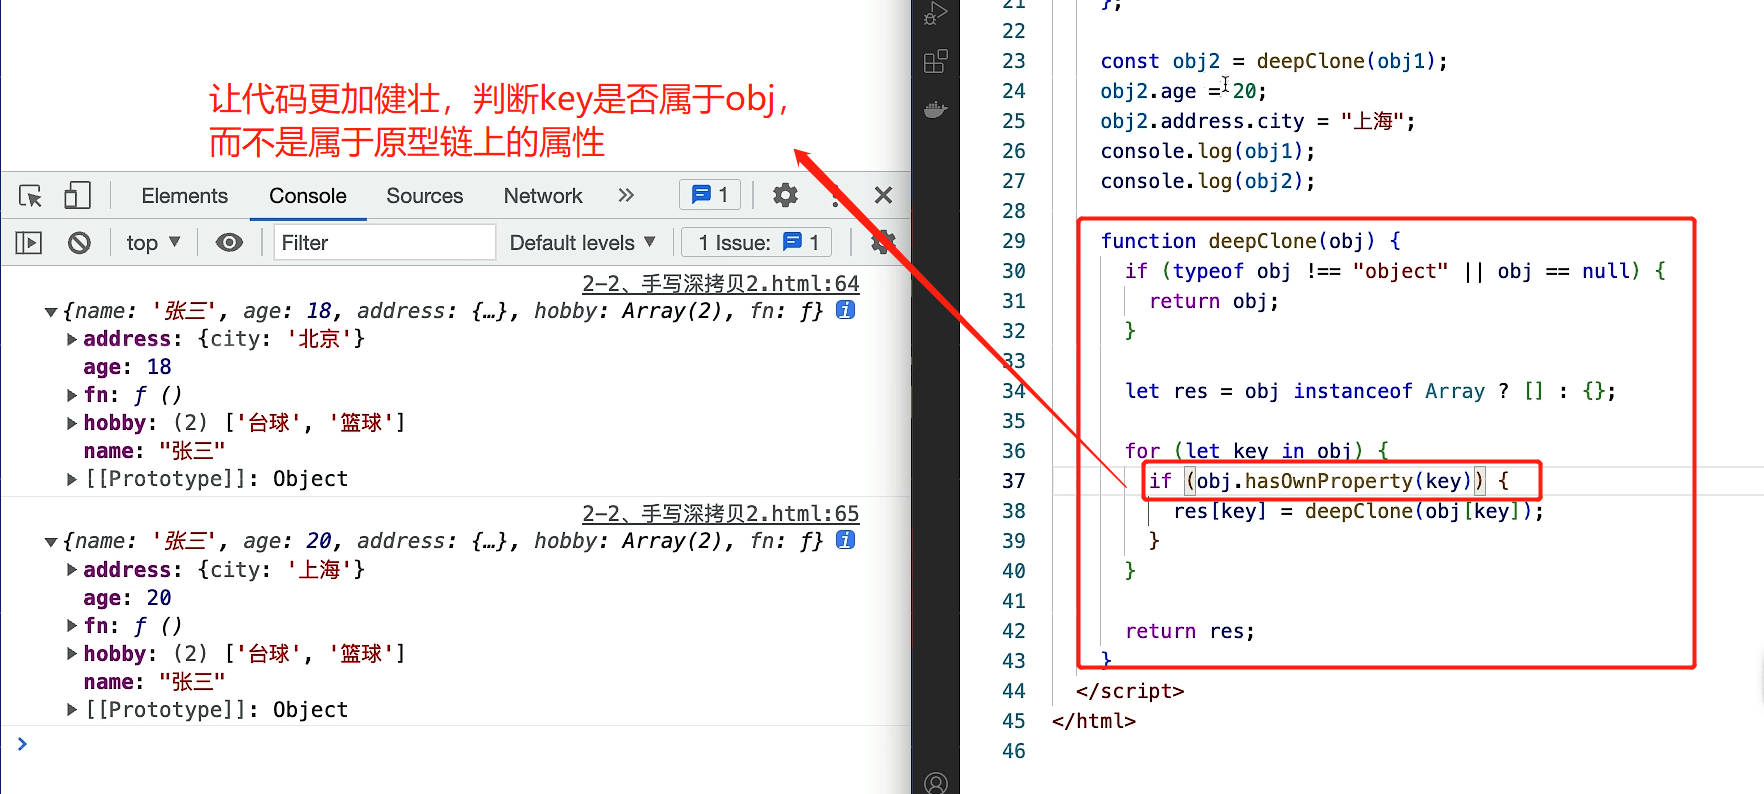 让代码更加健壮，判断key是否属于obj，
而不是属于原型链上的属性
Elements Console Sources Network » 1
top ▼ Filter Default levels ▼ 1 Issue: 1
2-2、手写深拷贝2.html:64
▼{name: '张三', age: 18, address: {…}, hobby: Array(2), fn: ƒ} i
▶address: {city: '北京'}
age: 18
▶fn: ƒ ()
▶hobby: (2) ['台球', '篮球']
name: "张三"
▶[[Prototype]]: Object
2-2、手写深拷贝2.html:65
▼{name: '张三', age: 20, address: {…}, hobby: Array(2), fn: ƒ} i
▶address: {city: '上海'}
age: 20
▶fn: ƒ ()
▶hobby: (2) ['台球', '篮球']
name: "张三"
▶[[Prototype]]: Object
>
21 };
22
23 const obj2 = deepClone(obj1);
24 obj2.age = 20;
25 obj2.address.city = "上海";
26 console.log(obj1);
27 console.log(obj2);
28
29 function deepClone(obj) {
30 if (typeof obj !== "object" || obj == null) {
31 return obj;
32 }
33
34 let res = obj instanceof Array ? [] : {};
35
36 for (let key in obj) {
37 if (obj.hasOwnProperty(key)) {
38 res[key] = deepClone(obj[key]);
39 }
40 }
41
42 return res;
43 }
44 </script>
45 </html>
46